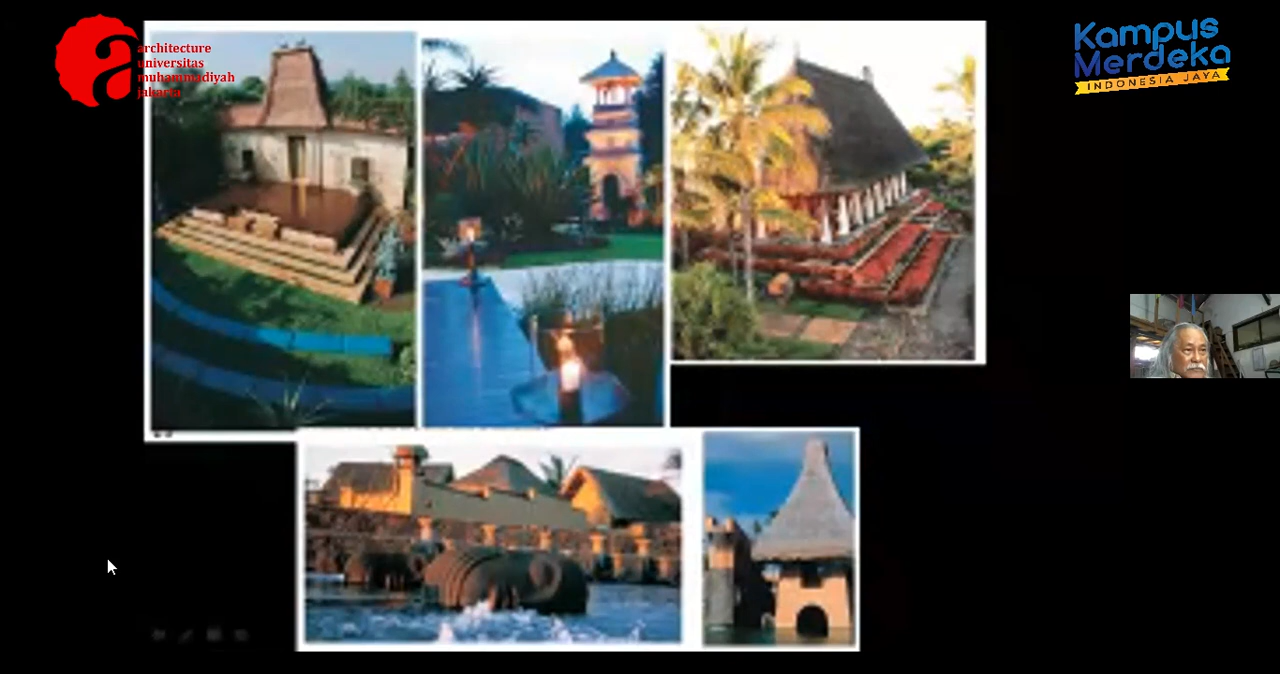 architecture
universitas
muhammadiyah
jakarta
Kampus
Merdeka
INDONESIA JAYA